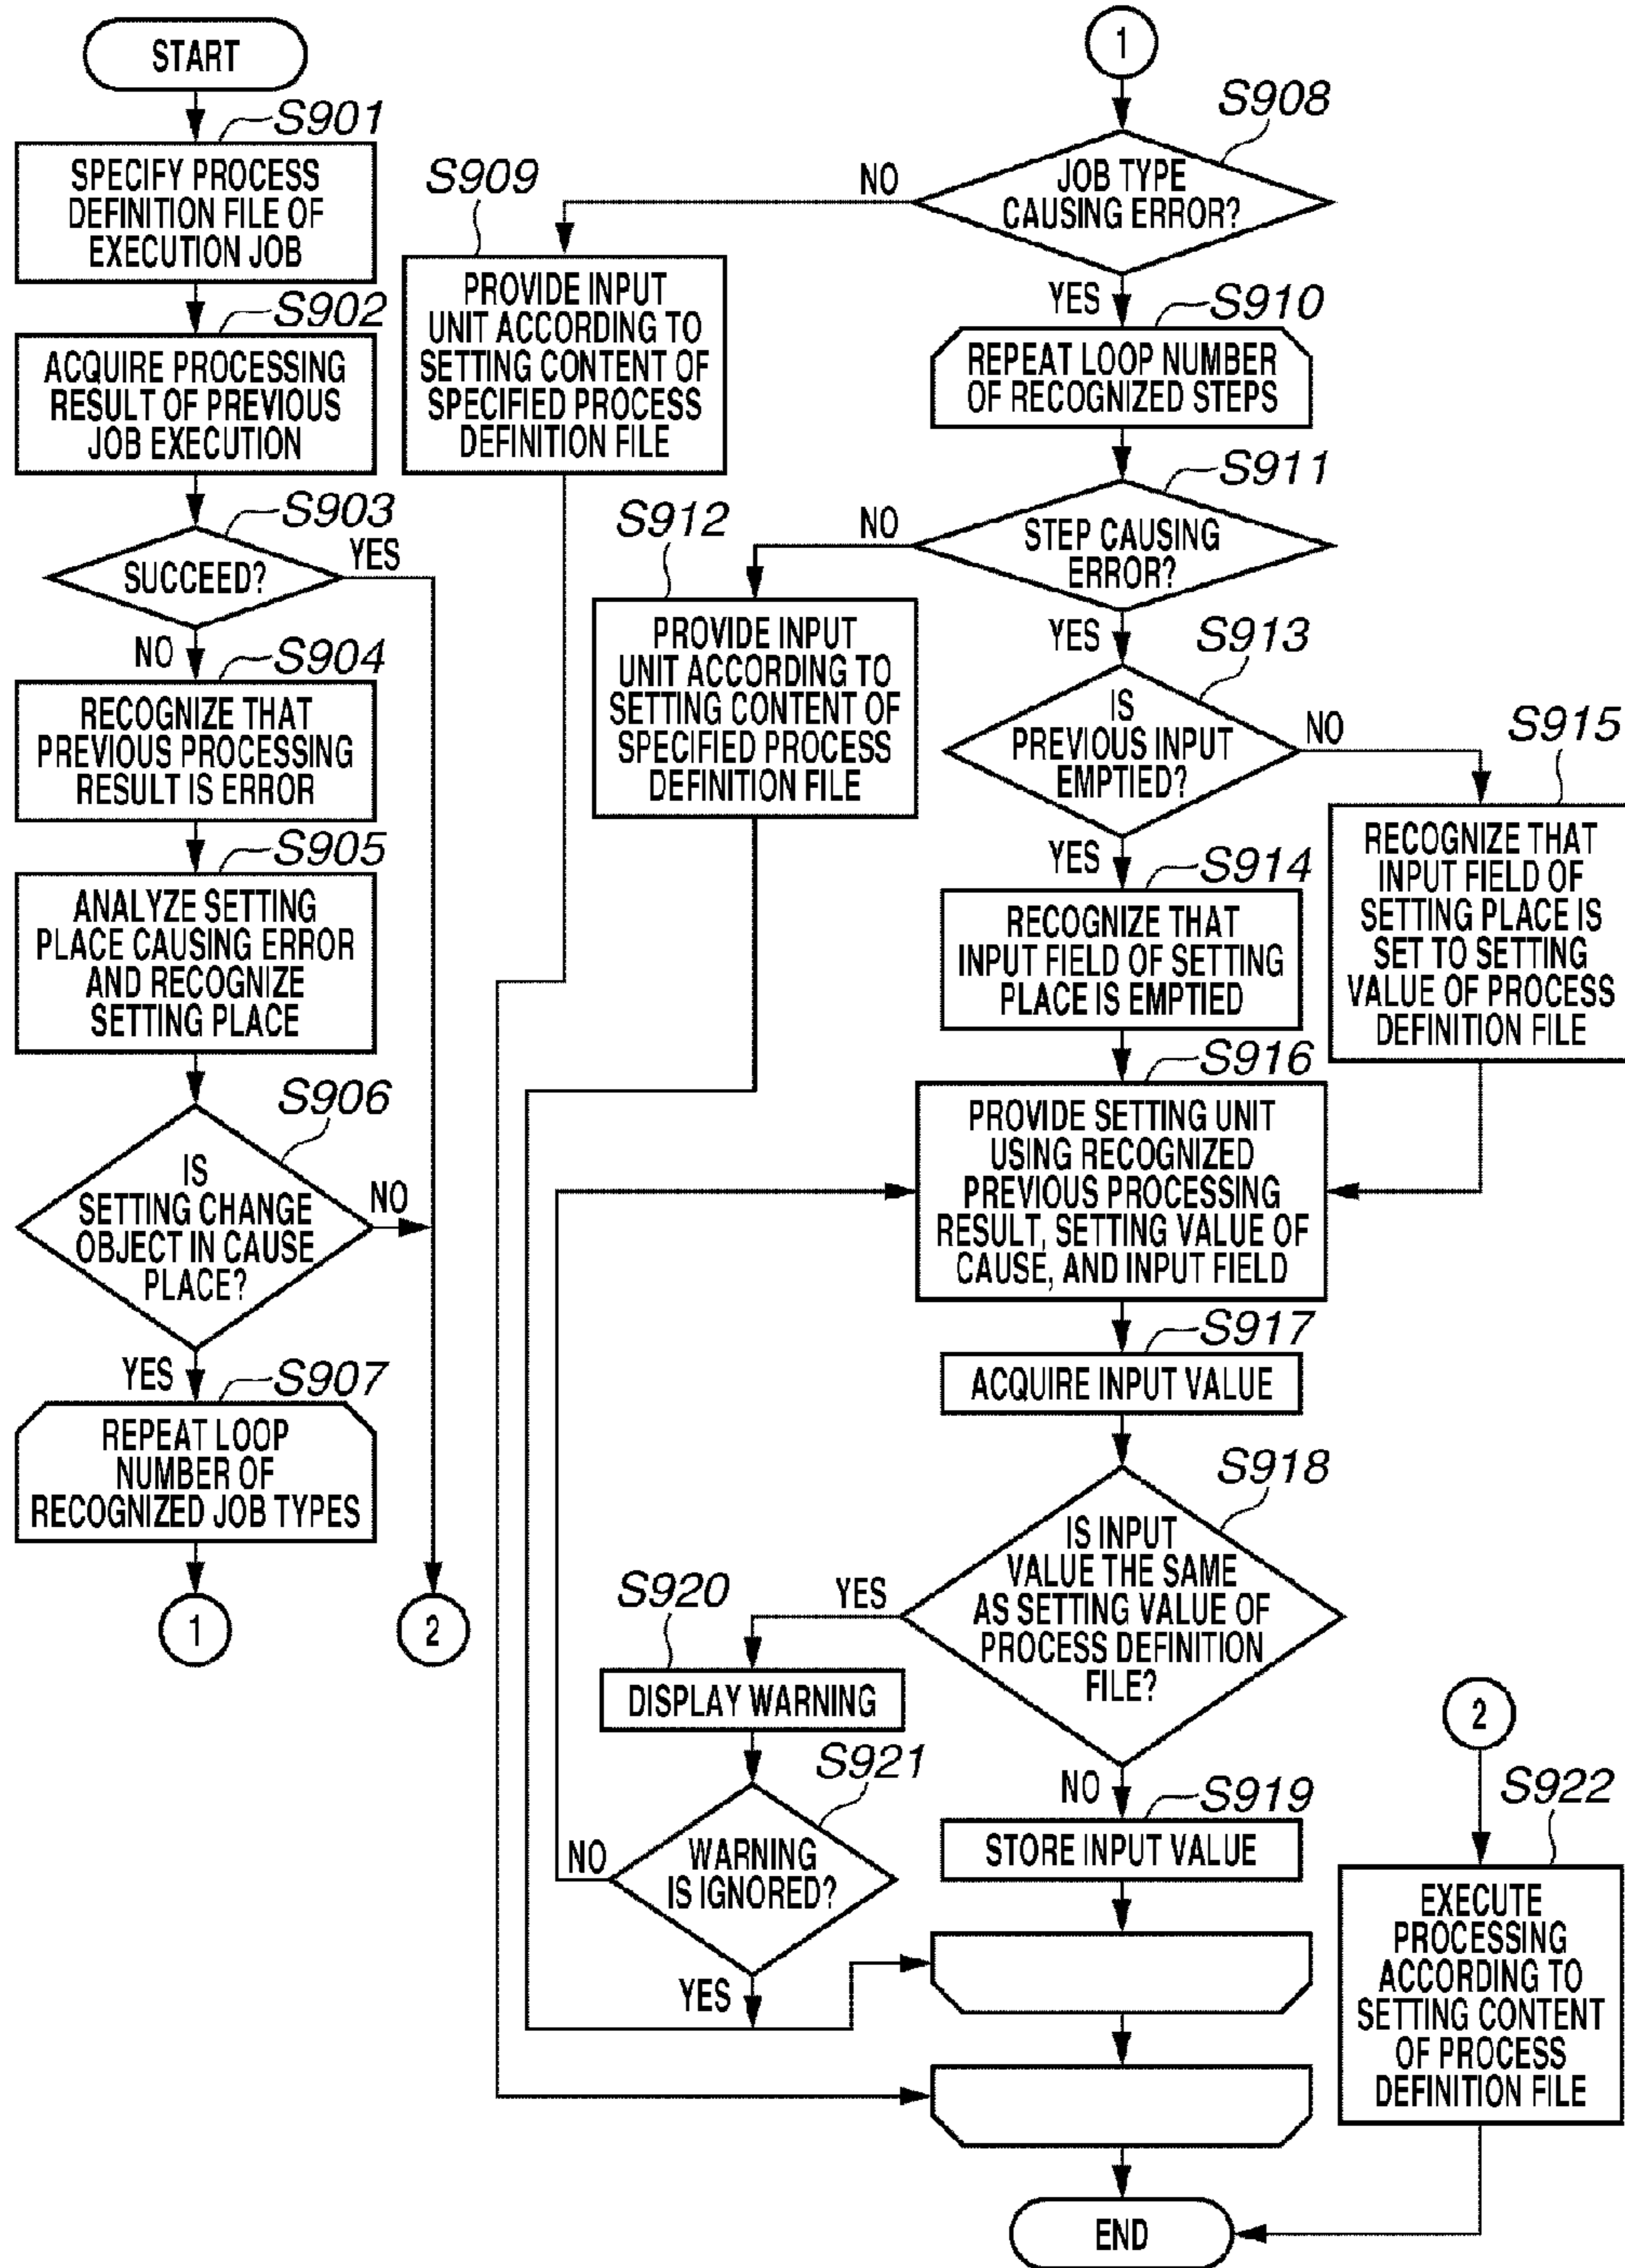 START
S901
SPECIFY PROCESS
DEFINITION FILE OF
EXECUTION JOB
S902
ACQUIRE PROCESSING
RESULT OF PREVIOUS
JOB EXECUTION
S903
SUCCEED?
YES
NO
S904
RECOGNIZE THAT
PREVIOUS PROCESSING
RESULT IS ERROR
S905
ANALYZE SETTING
PLACE CAUSING ERROR
AND RECOGNIZE
SETTING PLACE
S906
IS
SETTING CHANGE
OBJECT IN CAUSE
PLACE?
NO
YES
S907
REPEAT LOOP
NUMBER OF
RECOGNIZED JOB TYPES
1
2
1
S908
JOB TYPE
CAUSING ERROR?
NO
S909
PROVIDE INPUT
UNIT ACCORDING TO
SETTING CONTENT OF
SPECIFIED PROCESS
DEFINITION FILE
YES
S910
REPEAT LOOP NUMBER
OF RECOGNIZED STEPS
S911
STEP CAUSING
ERROR?
NO
S912
PROVIDE INPUT
UNIT ACCORDING TO
SETTING CONTENT OF
SPECIFIED PROCESS
DEFINITION FILE
YES
S913
IS
PREVIOUS INPUT
EMPTIED?
NO
S915
RECOGNIZE THAT
INPUT FIELD OF
SETTING PLACE IS
SET TO SETTING
VALUE OF PROCESS
DEFINITION FILE
YES
S914
RECOGNIZE THAT
INPUT FIELD OF SETTING
PLACE IS EMPTIED
S916
PROVIDE SETTING UNIT
USING RECOGNIZED
PREVIOUS PROCESSING
RESULT, SETTING VALUE OF
CAUSE, AND INPUT FIELD
S917
ACQUIRE INPUT VALUE
S918
IS INPUT
VALUE THE SAME
AS SETTING VALUE OF
PROCESS DEFINITION
FILE?
YES
S920
DISPLAY WARNING
S921
WARNING
IS IGNORED?
NO
YES
NO
S919
STORE INPUT VALUE
2
S922
EXECUTE
PROCESSING
ACCORDING TO
SETTING CONTENT
OF PROCESS
DEFINITION FILE
END